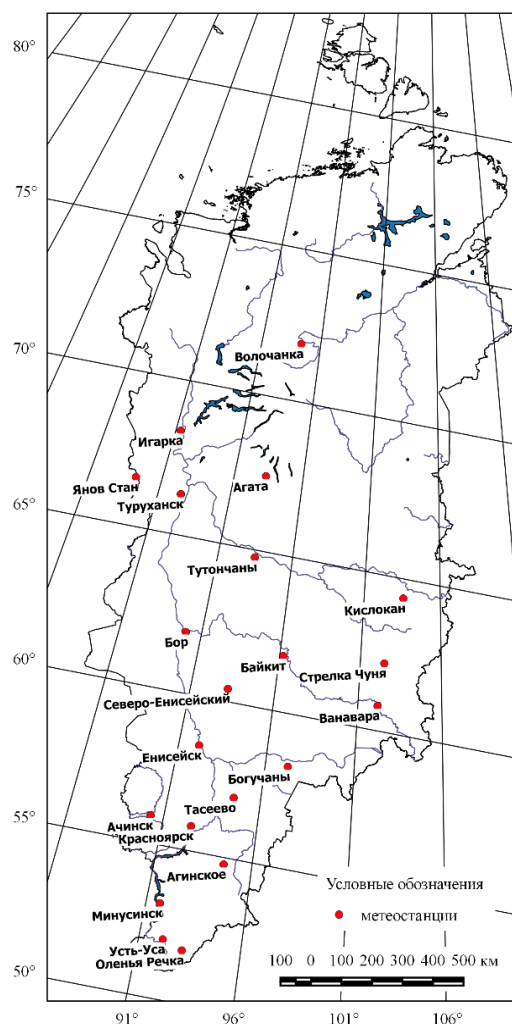 80°
75°
70°
Волочанка
Игарка
Янов Стан
Туруханск
Агата
65°
Тутончаны
Кислокан
Бор
Байкит
Стрелка Чуня
60°
Северо-Енисейский
Ванавара
Енисейск
Богучаны
Тасеево
55°
Ачинск
Красноярск
Агинское
Условные обозначения
Минусинск
метеостанции
Усть-Уса
Оленья Речка
100 0 100 200 300 400 500 км
50°
91° 96° 101° 106°